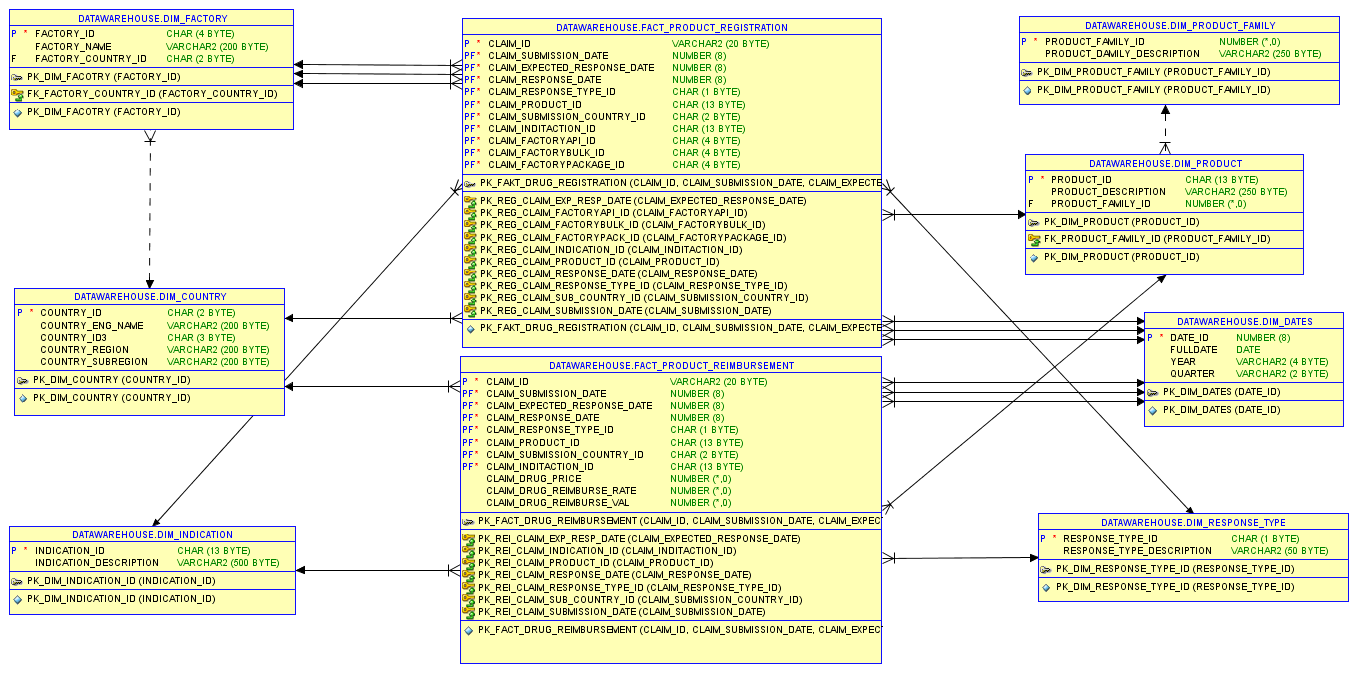 DATAWAREHOUSE.DIM_FACTORY
P * FACTORY_ID CHAR (4 BYTE)
FACTORY_NAME VARCHAR2 (200 BYTE)
F FACTORY_COUNTRY_ID CHAR (2 BYTE)
PK_DIM_FACOTRY (FACTORY_ID)
FK_FACTORY_COUNTRY_ID (FACTORY_COUNTRY_ID)
PK_DIM_FACOTRY (FACTORY_ID)
DATAWAREHOUSE.FACT_PRODUCT_REGISTRATION
P * CLAIM_ID VARCHAR2 (20 BYTE)
PF* CLAIM_SUBMISSION_DATE NUMBER (8)
PF* CLAIM_EXPECTED_RESPONSE_DATE NUMBER (8)
PF* CLAIM_RESPONSE_DATE NUMBER (8)
PF* CLAIM_RESPONSE_TYPE_ID CHAR (1 BYTE)
PF* CLAIM_PRODUCT_ID CHAR (13 BYTE)
PF* CLAIM_SUBMISSION_COUNTRY_ID CHAR (2 BYTE)
PF* CLAIM_INDITACTION_ID CHAR (13 BYTE)
PF* CLAIM_FACTORYAPI_ID CHAR (4 BYTE)
PF* CLAIM_FACTORYBULK_ID CHAR (4 BYTE)
PF* CLAIM_FACTORYPACKAGE_ID CHAR (4 BYTE)
PK_FAKT_DRUG_REGISTRATION (CLAIM_ID, CLAIM_SUBMISSION_DATE, CLAIM_EXPECTE
PK_REG_CLAIM_EXP_RESP_DATE (CLAIM_EXPECTED_RESPONSE_DATE)
PK_REG_CLAIM_FACTORYAPI_ID (CLAIM_FACTORYAPI_ID)
PK_REG_CLAIM_FACTORYBULK_ID (CLAIM_FACTORYBULK_ID)
PK_REG_CLAIM_FACTORYPACK_ID (CLAIM_FACTORYPACKAGE_ID)
PK_REG_CLAIM_INDICATION_ID (CLAIM_INDITACTION_ID)
PK_REG_CLAIM_PRODUCT_ID (CLAIM_PRODUCT_ID)
PK_REG_CLAIM_RESPONSE_DATE (CLAIM_RESPONSE_DATE)
PK_REG_CLAIM_RESPONSE_TYPE_ID (CLAIM_RESPONSE_TYPE_ID)
PK_REG_CLAIM_SUB_COUNTRY_ID (CLAIM_SUBMISSION_COUNTRY_ID)
PK_REG_CLAIM_SUBMISSION_DATE (CLAIM_SUBMISSION_DATE)
PK_FAKT_DRUG_REGISTRATION (CLAIM_ID, CLAIM_SUBMISSION_DATE, CLAIM_EXPECTE
DATAWAREHOUSE.DIM_PRODUCT_FAMILY
P * PRODUCT_FAMILY_ID NUMBER (*,0)
PRODUCT_DAMILY_DESCRIPTION VARCHAR2 (250 BYTE)
PK_DIM_PRODUCT_FAMILY (PRODUCT_FAMILY_ID)
PK_DIM_PRODUCT_FAMILY (PRODUCT_FAMILY_ID)
DATAWAREHOUSE.DIM_PRODUCT
P * PRODUCT_ID CHAR (13 BYTE)
PRODUCT_DESCRIPTION VARCHAR2 (250 BYTE)
F PRODUCT_FAMILY_ID NUMBER (*,0)
PK_DIM_PRODUCT (PRODUCT_ID)
FK_PRODUCT_FAMILY_ID (PRODUCT_FAMILY_ID)
PK_DIM_PRODUCT (PRODUCT_ID)
DATAWAREHOUSE.DIM_COUNTRY
P * COUNTRY_ID CHAR (2 BYTE)
COUNTRY_ENG_NAME VARCHAR2 (200 BYTE)
COUNTRY_ID3 CHAR (3 BYTE)
COUNTRY_REGION VARCHAR2 (200 BYTE)
COUNTRY_SUBREGION VARCHAR2 (200 BYTE)
PK_DIM_COUNTRY (COUNTRY_ID)
PK_DIM_COUNTRY (COUNTRY_ID)
DATAWAREHOUSE.DIM_DATES
P * DATE_ID NUMBER (8)
FULLDATE DATE
YEAR VARCHAR2 (4 BYTE)
QUARTER VARCHAR2 (2 BYTE)
PK_DIM_DATES (DATE_ID)
PK_DIM_DATES (DATE_ID)
DATAWAREHOUSE.FACT_PRODUCT_REIMBURSEMENT
P * CLAIM_ID VARCHAR2 (20 BYTE)
PF* CLAIM_SUBMISSION_DATE NUMBER (8)
PF* CLAIM_EXPECTED_RESPONSE_DATE NUMBER (8)
PF* CLAIM_RESPONSE_DATE NUMBER (8)
PF* CLAIM_RESPONSE_TYPE_ID CHAR (1 BYTE)
PF* CLAIM_PRODUCT_ID CHAR (13 BYTE)
PF* CLAIM_SUBMISSION_COUNTRY_ID CHAR (2 BYTE)
PF* CLAIM_INDITACTION_ID CHAR (13 BYTE)
CLAIM_DRUG_PRICE NUMBER (*,0)
CLAIM_DRUG_REIMBURSE_RATE NUMBER (*,0)
CLAIM_DRUG_REIMBURSE_VAL NUMBER (*,0)
PK_FACT_DRUG_REIMBURSEMENT (CLAIM_ID, CLAIM_SUBMISSION_DATE, CLAIM_EXPEC
PK_REI_CLAIM_EXP_RESP_DATE (CLAIM_EXPECTED_RESPONSE_DATE)
PK_REI_CLAIM_INDICATION_ID (CLAIM_INDITACTION_ID)
PK_REI_CLAIM_PRODUCT_ID (CLAIM_PRODUCT_ID)
PK_REI_CLAIM_RESPONSE_DATE (CLAIM_RESPONSE_DATE)
PK_REI_CLAIM_RESPONSE_TYPE_ID (CLAIM_RESPONSE_TYPE_ID)
PK_REI_CLAIM_SUB_COUNTRY_ID (CLAIM_SUBMISSION_COUNTRY_ID)
PK_REI_CLAIM_SUBMISSION_DATE (CLAIM_SUBMISSION_DATE)
PK_FACT_DRUG_REIMBURSEMENT (CLAIM_ID, CLAIM_SUBMISSION_DATE, CLAIM_EXPECT
DATAWAREHOUSE.DIM_INDICATION
P * INDICATION_ID CHAR (13 BYTE)
INDICATION_DESCRIPTION VARCHAR2 (500 BYTE)
PK_DIM_INDICATION_ID (INDICATION_ID)
PK_DIM_INDICATION_ID (INDICATION_ID)
DATAWAREHOUSE.DIM_RESPONSE_TYPE
P * RESPONSE_TYPE_ID CHAR (1 BYTE)
RESPONSE_TYPE_DESCRIPTION VARCHAR2 (50 BYTE)
PK_DIM_RESPONSE_TYPE_ID (RESPONSE_TYPE_ID)
PK_DIM_RESPONSE_TYPE_ID (RESPONSE_TYPE_ID)